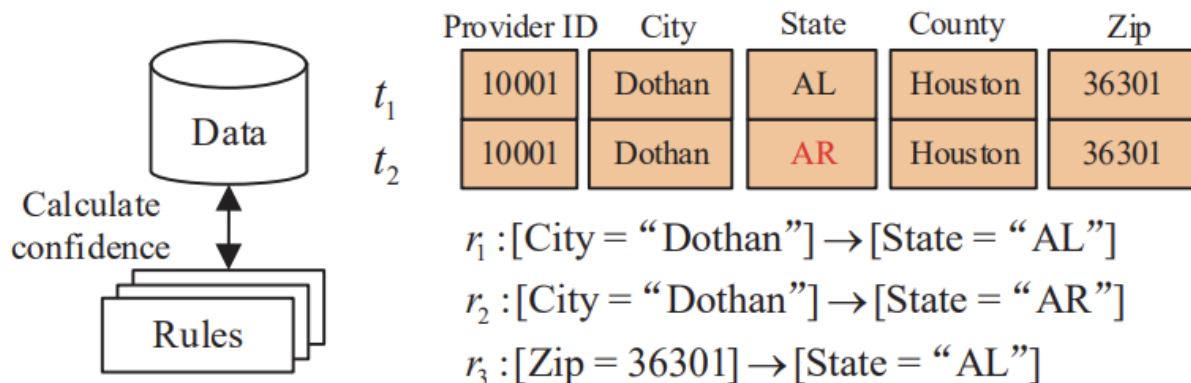 Provider ID City State County Zip
t1 10001 Dothan AL Houston 36301
t2 10001 Dothan AR Houston 36301
Data
Calculate
confidence
Rules
r1 : [City = “Dothan”] → [State = “AL”]
r2 : [City = “Dothan”] → [State = “AR”]
r3 : [Zip = 36301] → [State = “AL”]